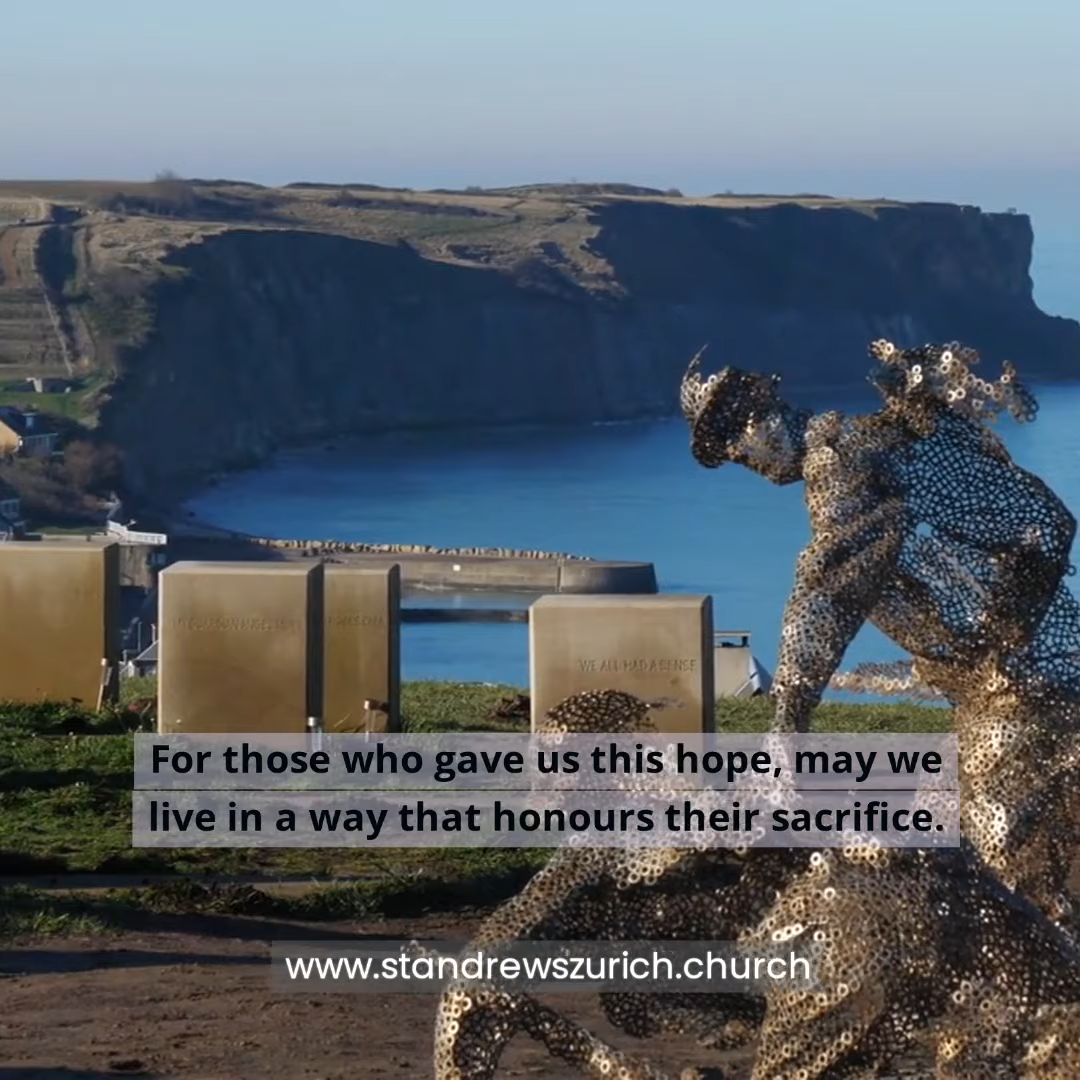 WE ALL HAD A SENSE
For those who gave us this hope, may we
live in a way that honours their sacrifice.
www.standrewszurich.church